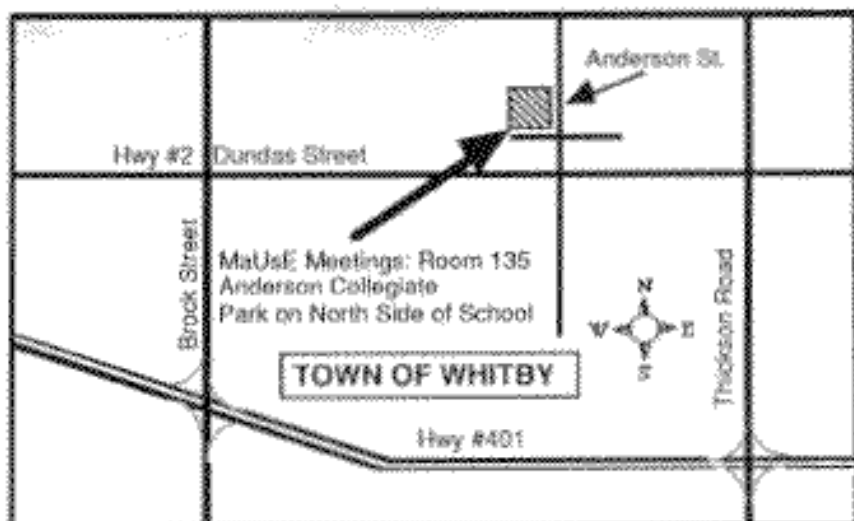 Anderson St.
Hwy #2
Dundas Street
Brock Street
MaUsE Meetings: Room 135
Anderson Collegiate
Park on North Side of School
Thickson Road
N
W
E
S
TOWN OF WHITBY
Hwy #401